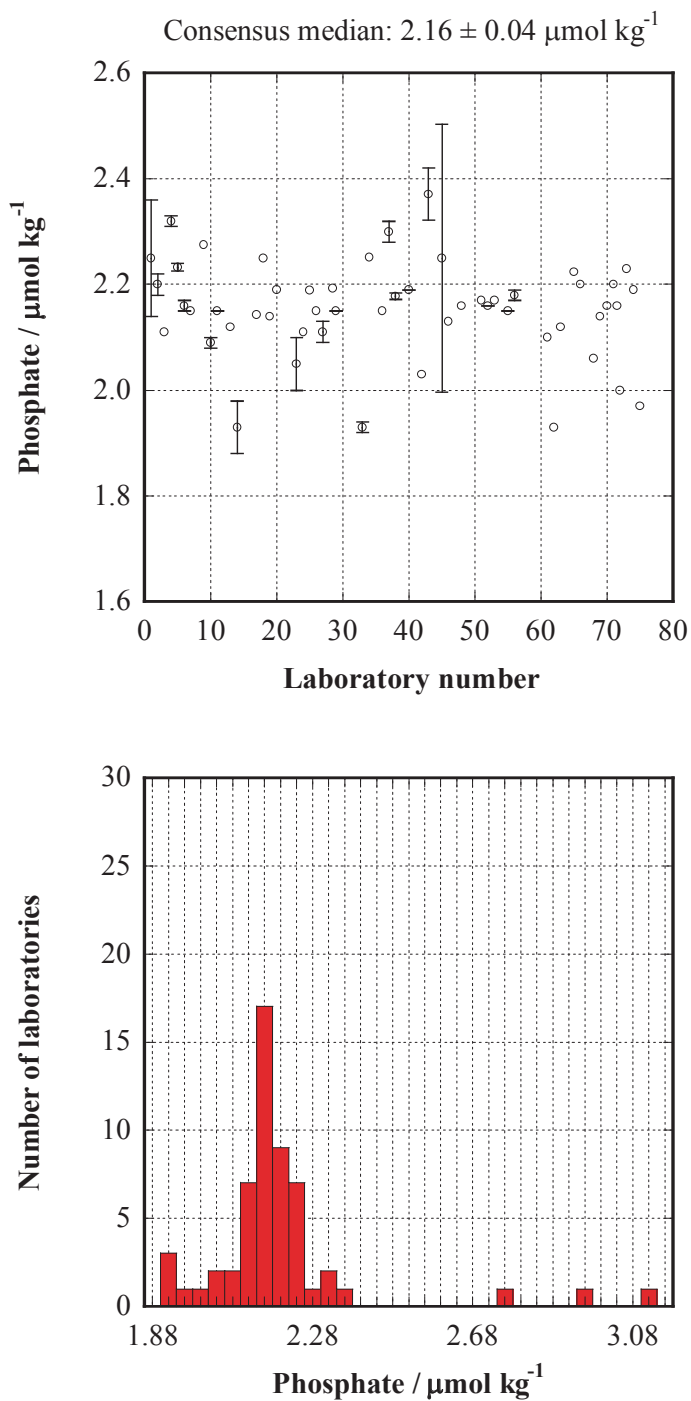 Consensus median: 2.16 ± 0.04 μmol kg⁻¹
2.6
2.4
2.2
2.0
1.8
1.6
Phosphate / μmol kg⁻¹
0 10 20 30 40 50 60 70 80
Laboratory number
30
25
20
15
10
5
0
Number of laboratories
1.88 2.28 2.68 3.08
Phosphate / μmol kg⁻¹